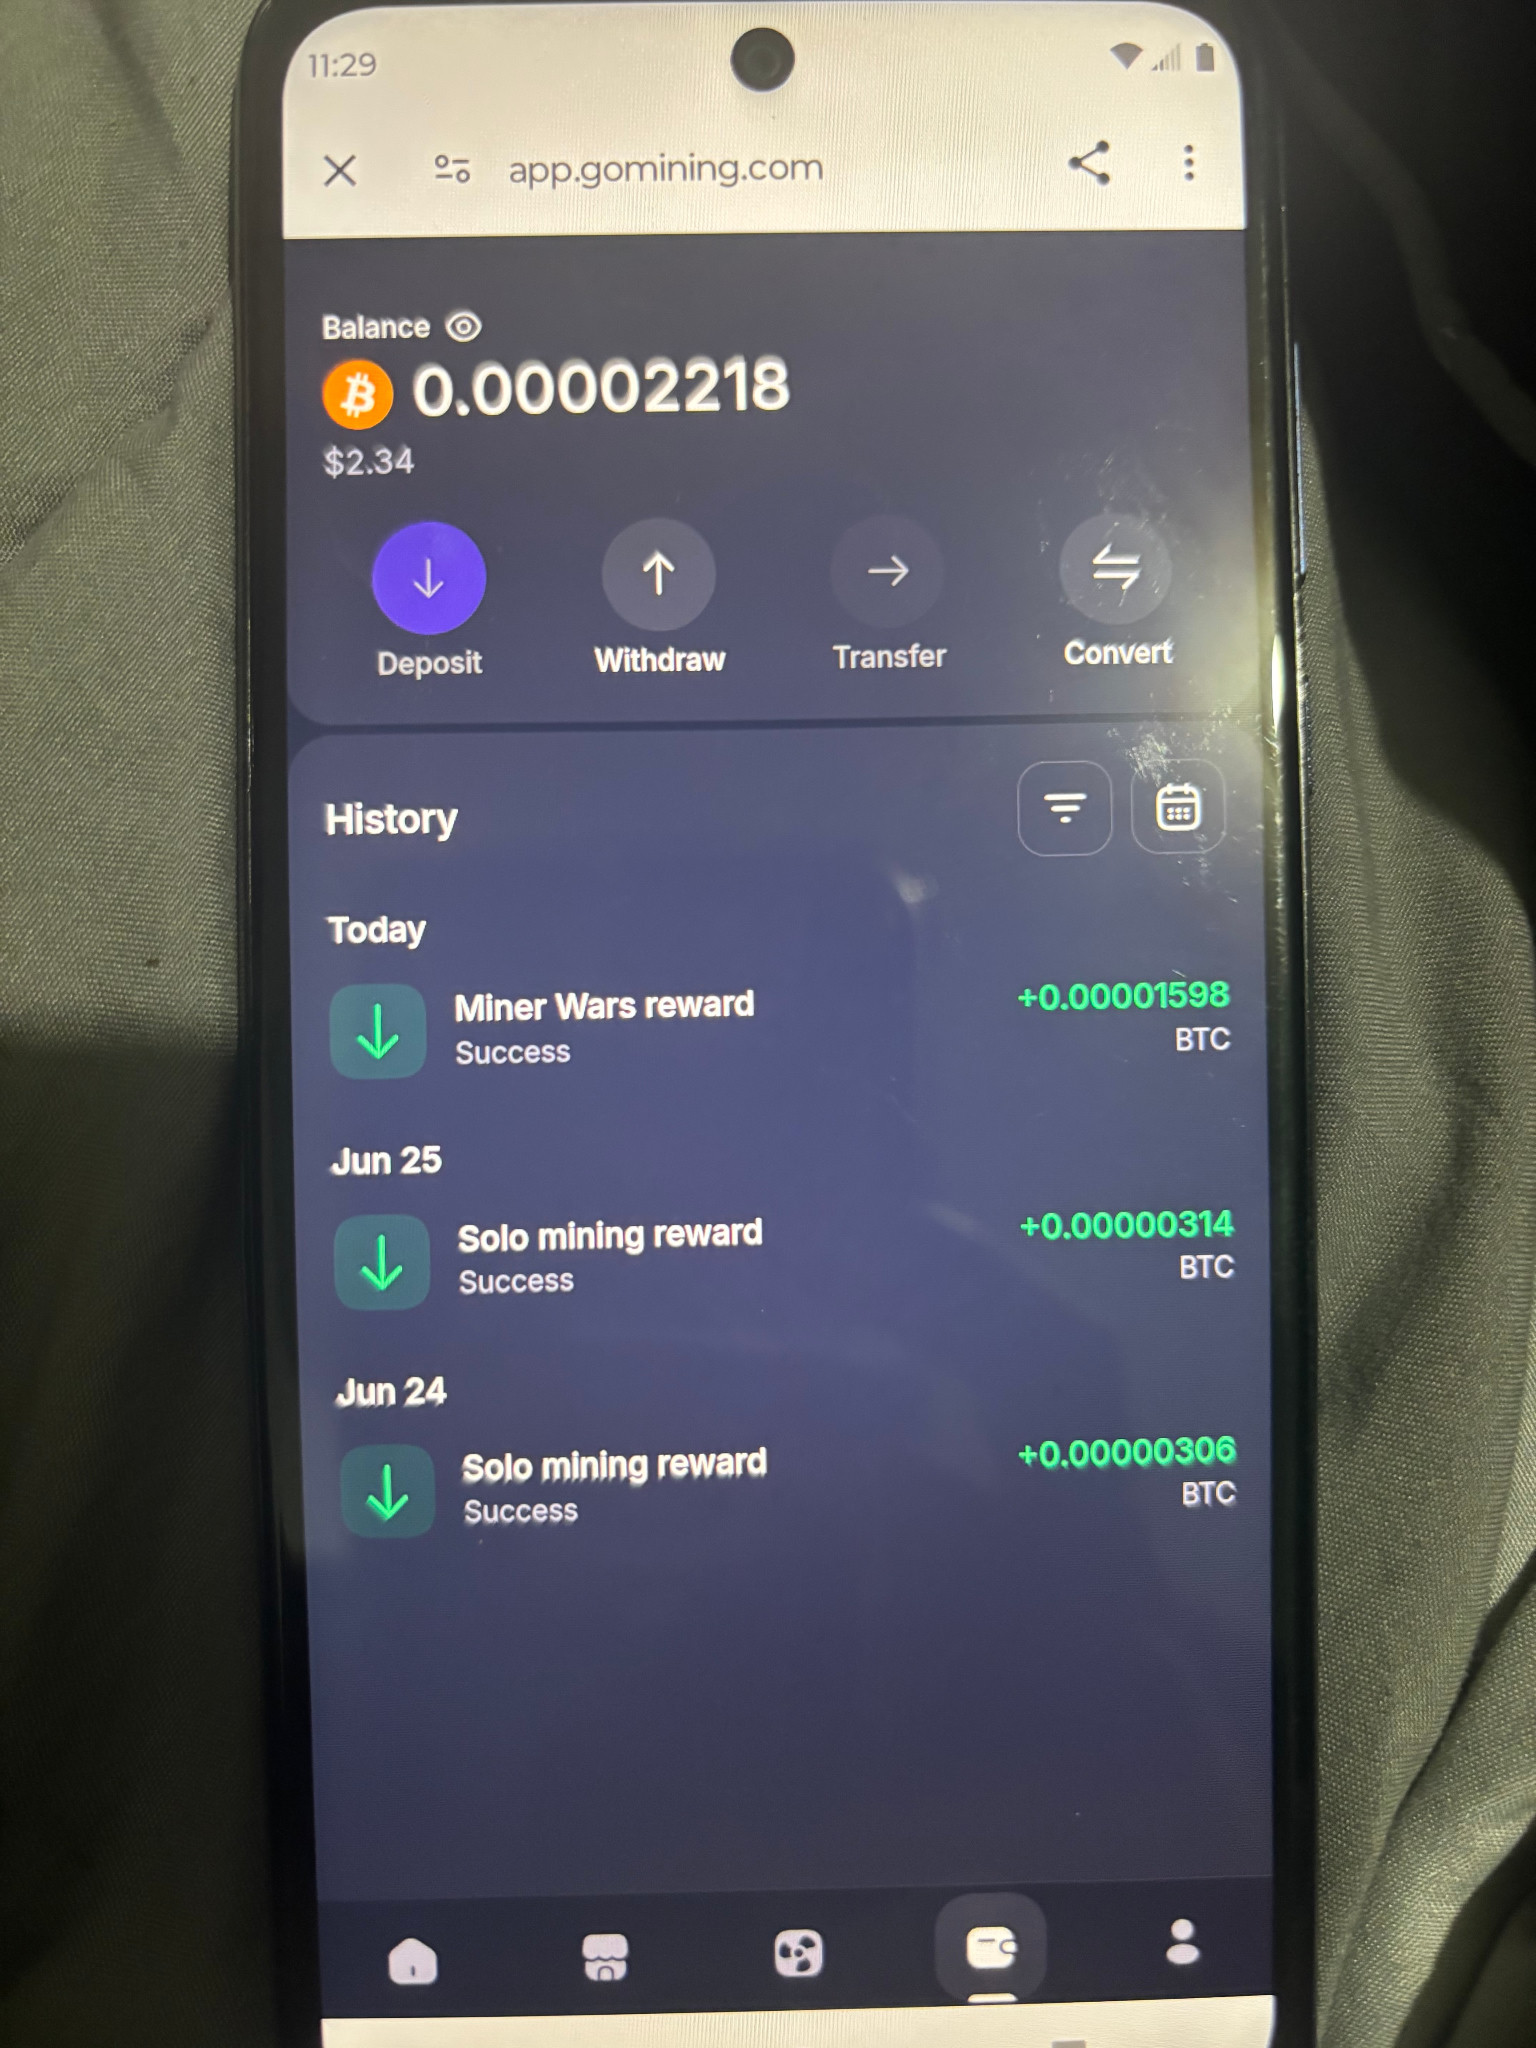 11:29
app.gomining.com
Balance
0.00002218
$2.34
Deposit
Withdraw
Transfer
Convert
History
Today
Miner Wars reward
+0.00001598
Success
BTC
Jun 25
Solo mining reward
+0.00000314
Success
BTC
Jun 24
Solo mining reward
+0.00000306
Success
BTC